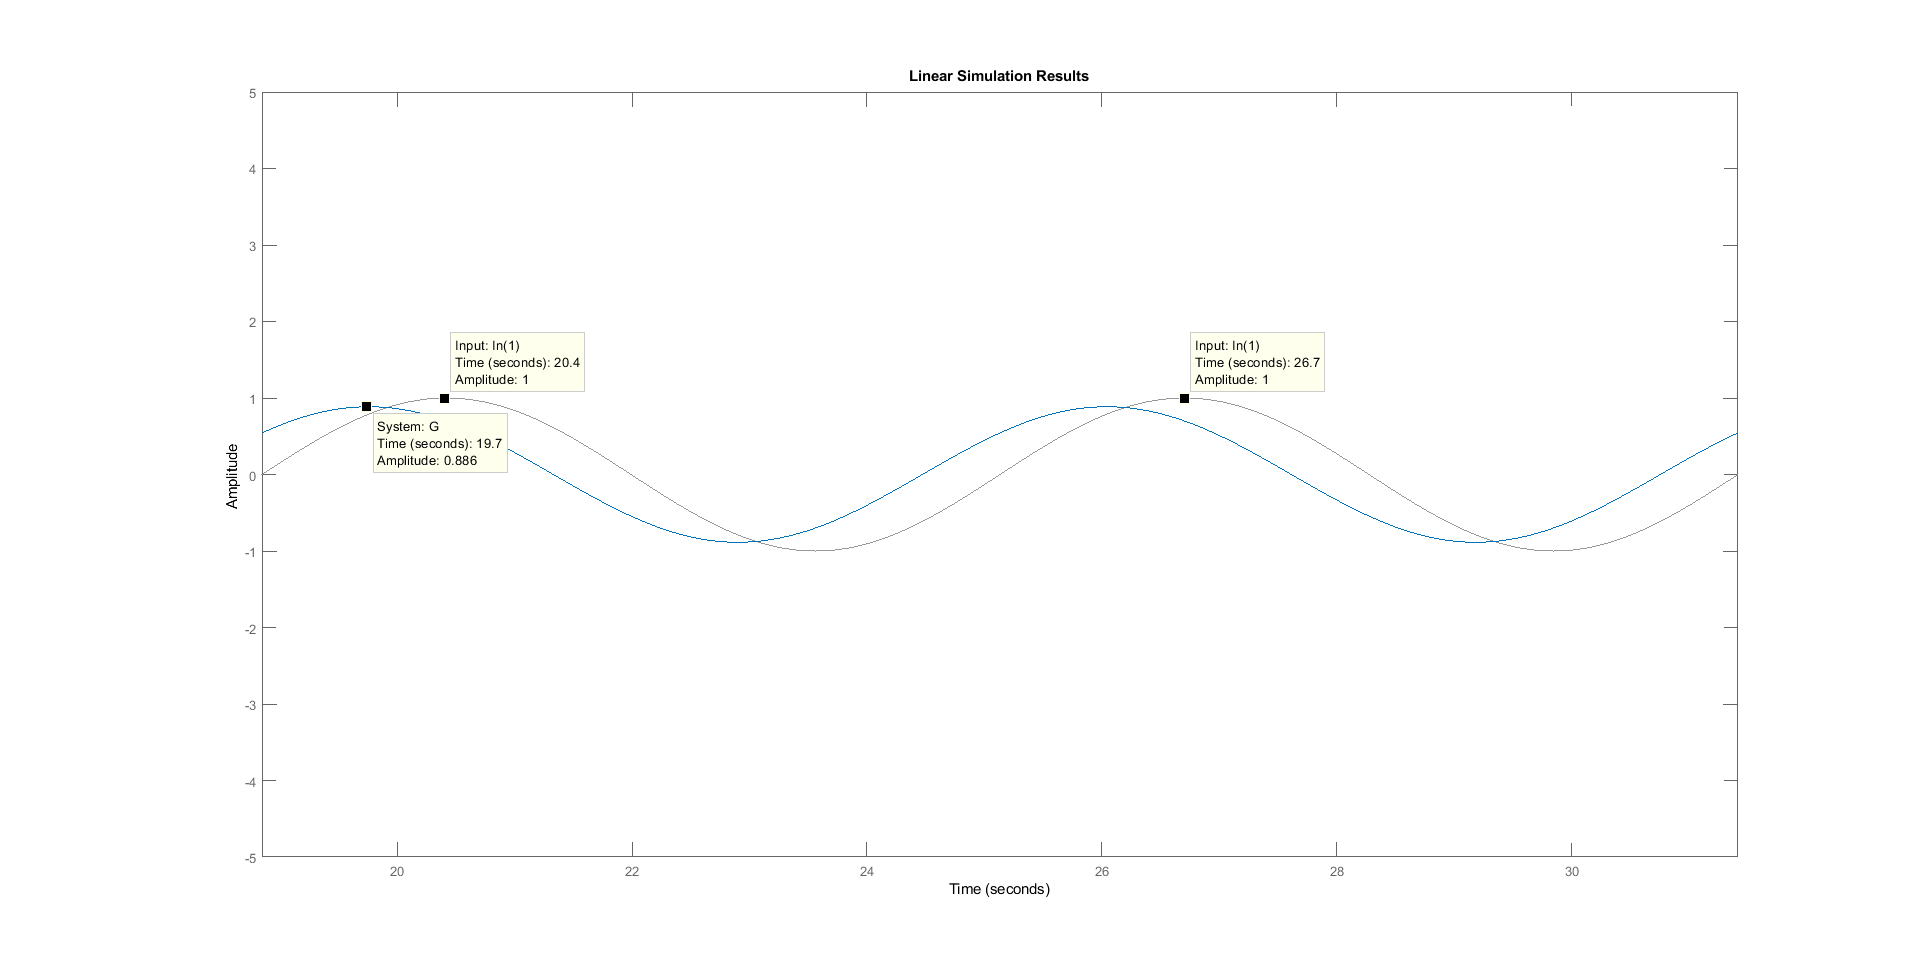 Linear Simulation Results
5
4
3
2
1
0
-1
-2
-3
-4
-5
Amplitude
Input: In(1)
Time (seconds): 20.4
Amplitude: 1
Input: In(1)
Time (seconds): 26.7
Amplitude: 1
System: G
Time (seconds): 19.7
Amplitude: 0.886
20 22 24 26 28 30
Time (seconds)